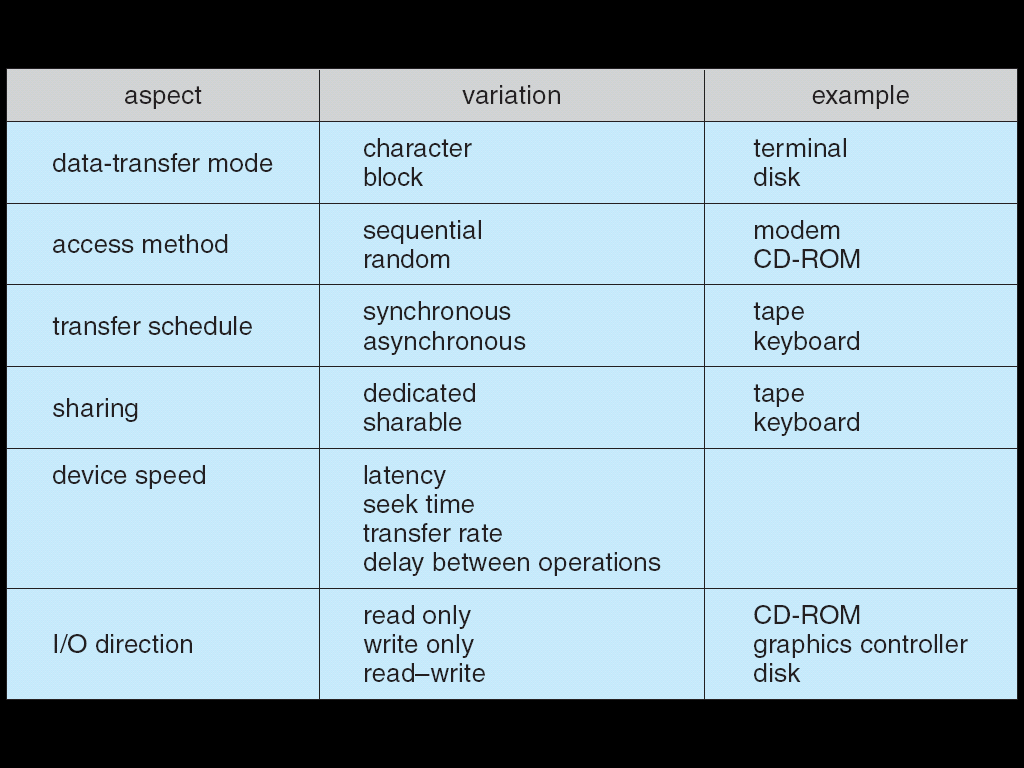 aspect variation example
data-transfer mode
character
block
terminal
disk
access method
sequential
random
modem
CD-ROM
transfer schedule
synchronous
asynchronous
tape
keyboard
sharing
dedicated
sharable
tape
keyboard
device speed
latency
seek time
transfer rate
delay between operations
I/O direction
read only
write only
read–write
CD-ROM
graphics controller
disk